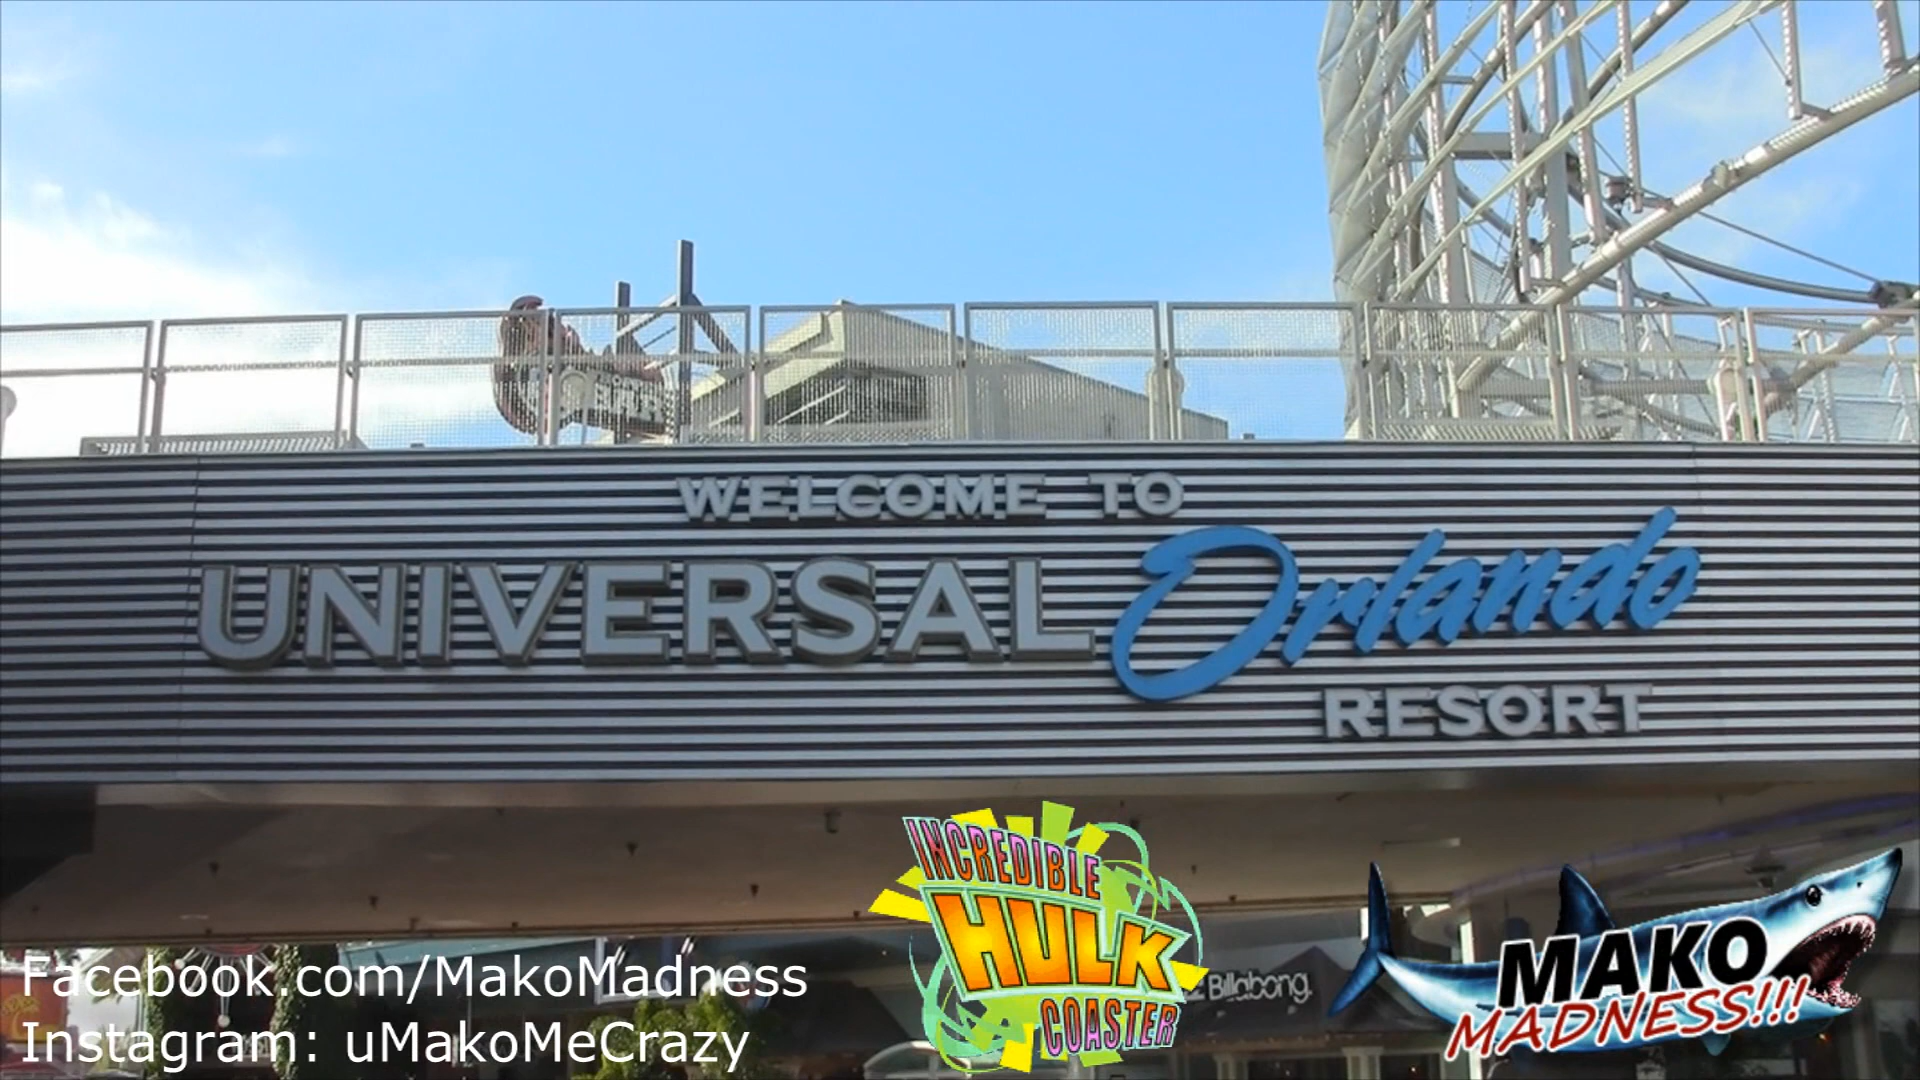 WELCOME TO
UNIVERSAL Orlando
RESORT
INCREDIBLE
HULK
COASTER
Billabong.
MAKO
MADNESS!!!
Facebook.com/MakoMadness
Instagram: uMakoMeCrazy